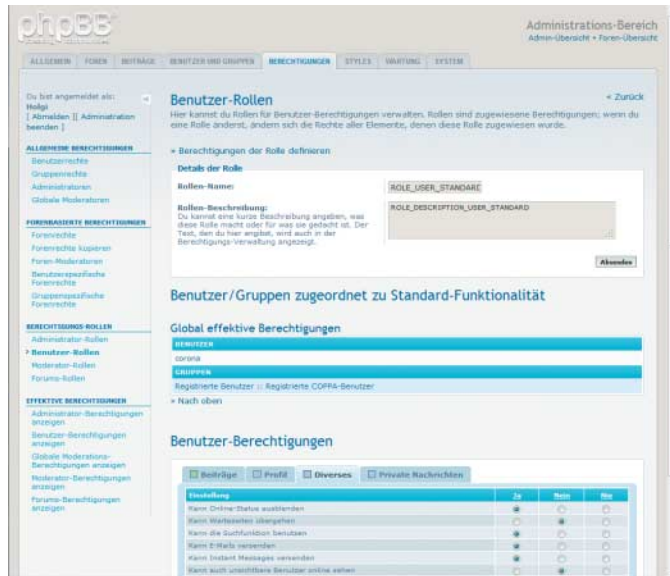 phpBB
Administrations-Bereich
Admin-Übersicht • Foren-Übersicht
ALLGEMEIN FOREN BEITRÄGE BENUTZER UND GRUPPEN BERECHTIGUNGEN STYLES WARTUNG SYSTEM
Du bist angemeldet als:
Holgi
[ Abmelden ][ Administration
beenden ]
ALLGEMEINE BERECHTIGUNGEN
Benutzerrechte
Gruppenrechte
Administratoren
Globale Moderatoren
FORENBASIERTE BERECHTIGUNGEN
Forenrechte
Forenrechte kopieren
Foren-Moderatoren
Benutzerspezifische
Forenrechte
Gruppenspezifische
Forenrechte
BERECHTIGUNGS-ROLLEN
Administrator-Rollen
Benutzer-Rollen
Moderator-Rollen
Forums-Rollen
EFFEKTIVE BERECHTIGUNGEN
Administrator-Berechtigungen
anzeigen
Benutzer-Berechtigungen
anzeigen
Globale Moderations-
Berechtigungen anzeigen
Moderator-Berechtigungen
anzeigen
Forums-Berechtigungen
anzeigen
« Zurück
Benutzer-Rollen
Hier kannst du Rollen für Benutzer-Berechtigungen verwalten. Rollen sind zugewiesene Berechtigungen; wenn du
eine Rolle änderst, ändern sich die Rechte aller Elemente, denen diese Rolle zugewiesen wurde.
» Berechtigungen der Rolle definieren
Details der Rolle
Rollen-Name:
ROLE_USER_STANDARD
Rollen-Beschreibung:
Du kannst eine kurze Beschreibung angeben, was
diese Rolle macht oder für was sie gedacht ist. Der
Text, den du hier angibst, wird auch in der
Berechtigungs-Verwaltung angezeigt.
ROLE_DESCRIPTION_USER_STANDARD
Absenden
Benutzer/Gruppen zugeordnet zu Standard-Funktionalität
Global effektive Berechtigungen
BENUTZER
corona
GRUPPEN
Registrierte Benutzer :: Registrierte COPPA-Benutzer
» Nach oben
Benutzer-Berechtigungen
Beiträge Profil Diverses Private Nachrichten
Einstellung Ja Nein Nie
Kann Online-Status ausblenden
Kann Wartezeiten übergehen
Kann die Suchfunktion benutzen
Kann E-Mails versenden
Kann Instant Messages versenden
Kann auch unsichtbare Benutzer online sehen